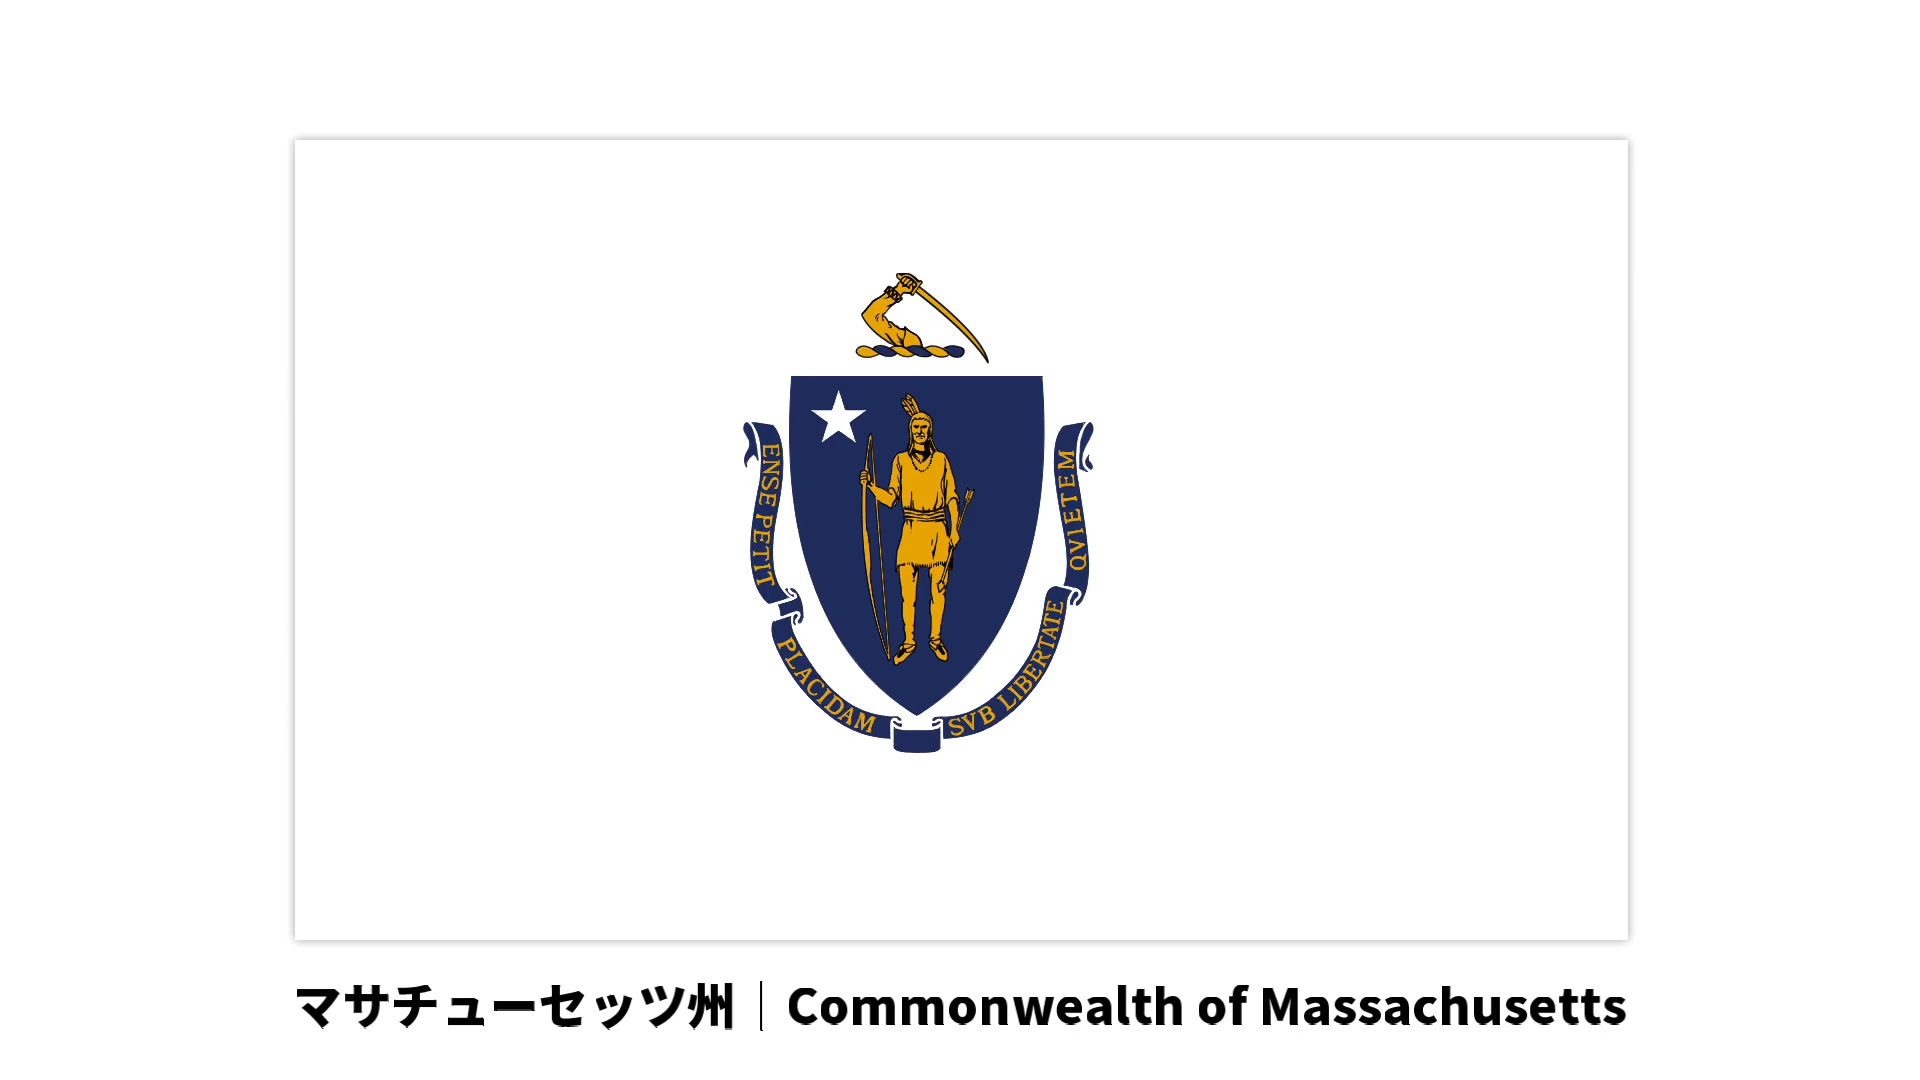 ENSE PETIT
PLACIDAM
SVB LIBERTATE
QVIETEM
マサチューセッツ州｜Commonwealth of Massachusetts